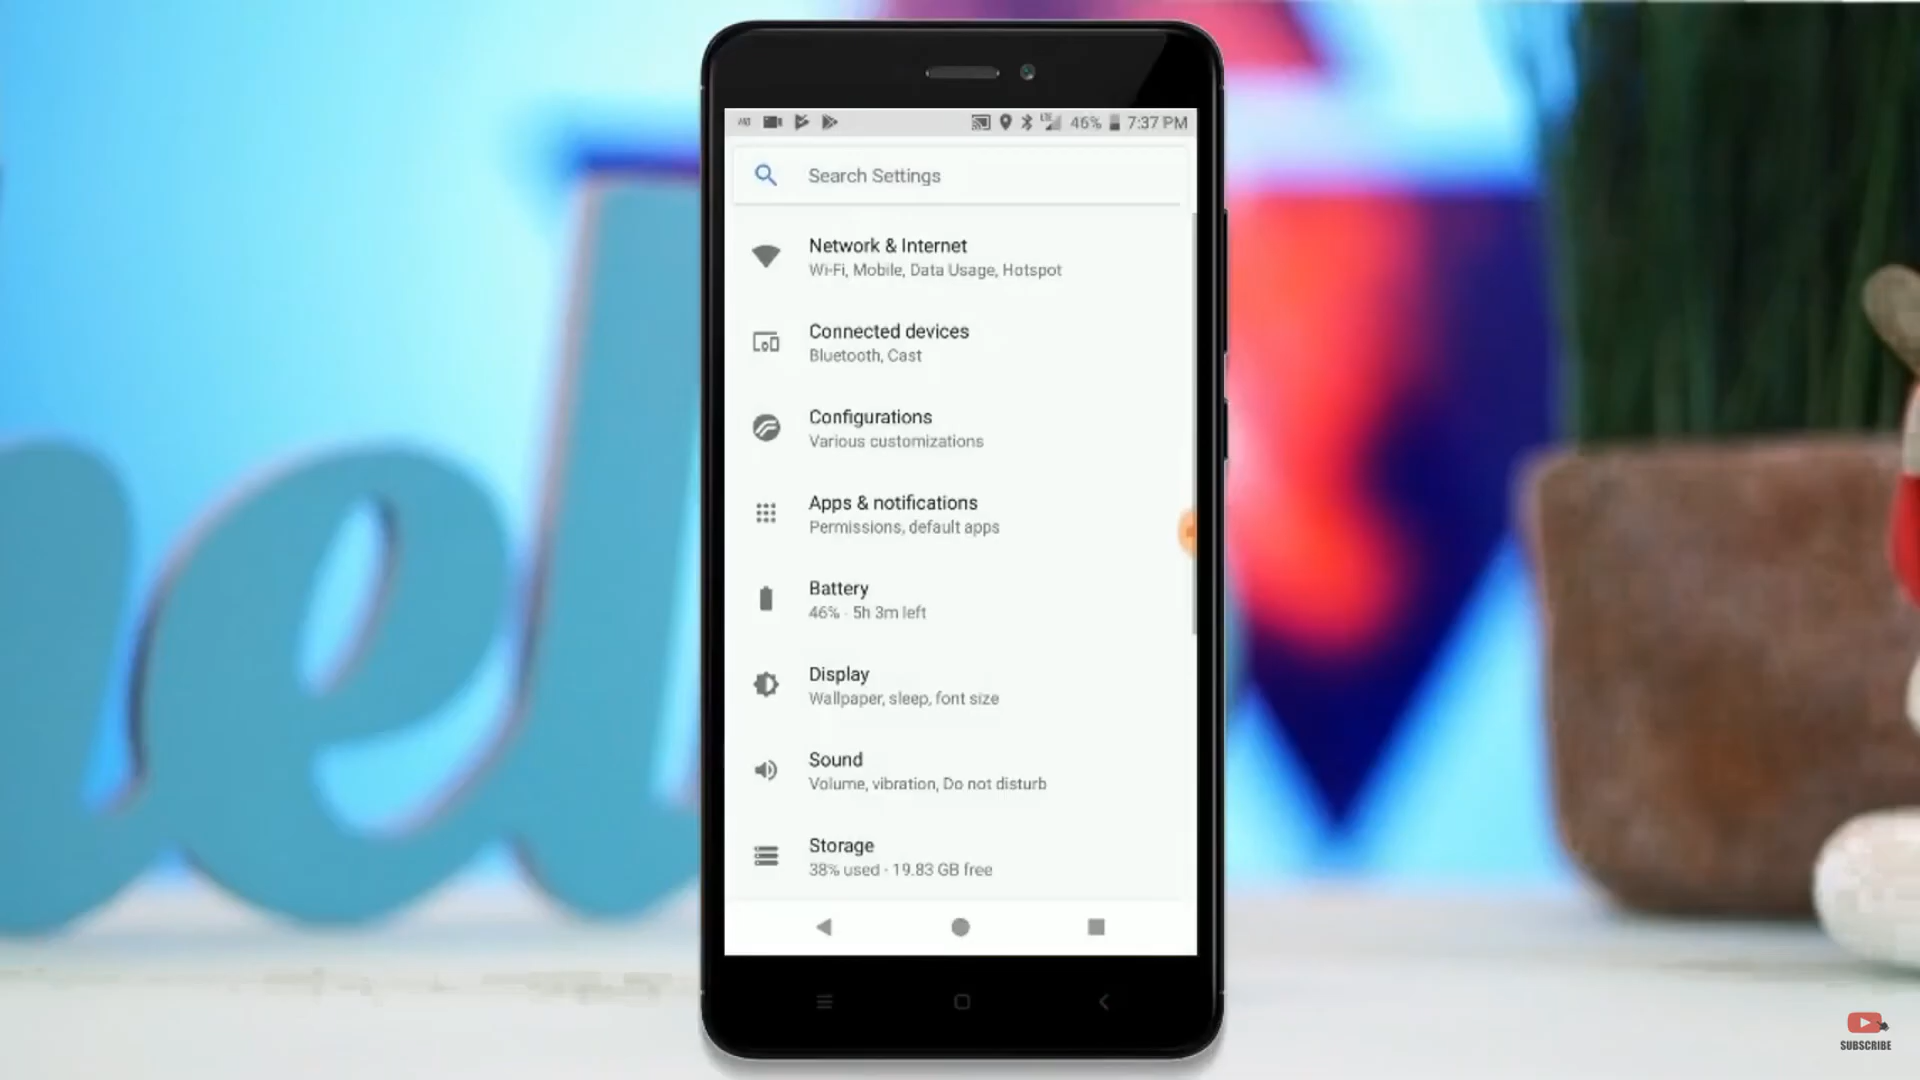 46% 7:37 PM
Search Settings
Network & Internet
Wi-Fi, Mobile, Data Usage, Hotspot
Connected devices
Bluetooth, Cast
Configurations
Various customizations
Apps & notifications
Permissions, default apps
Battery
46% · 5h 3m left
Display
Wallpaper, sleep, font size
Sound
Volume, vibration, Do not disturb
Storage
38% used · 19.83 GB free
SUBSCRIBE